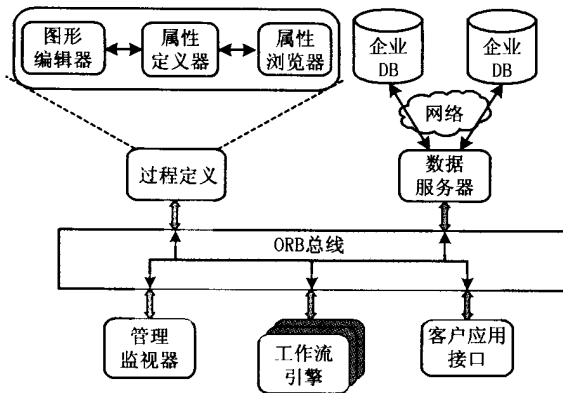 图形
编辑器
属性
定义器
属性
浏览器
企业
DB
企业
DB
网络
过程定义
数据
服务器
ORB总线
管理
监视器
工作流
引擎
客户应用
接口